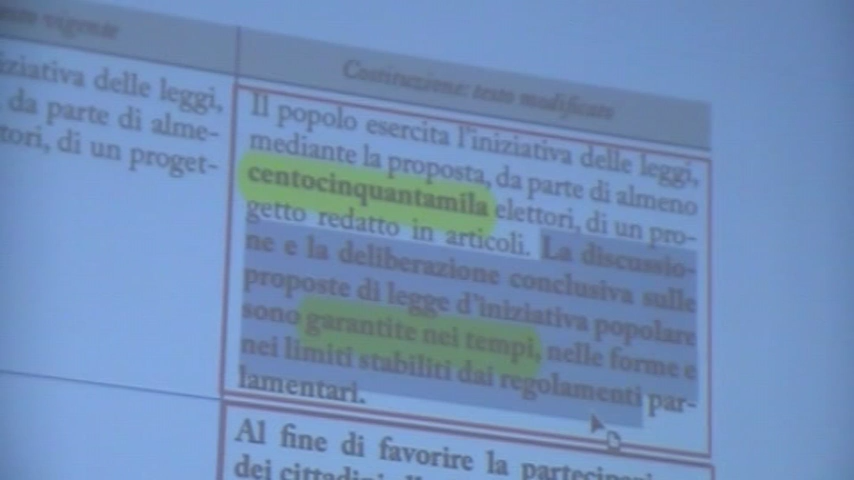 vigente
Costituzione: testo modificato
iziativa delle leggi,
da parte di alme-
tori, di un proget-
Il popolo esercita l'iniziativa delle leggi,
mediante la proposta, da parte di almeno
centocinquantamila elettori, di un pro-
getto redatto in articoli. La discussio-
ne e la deliberazione conclusiva sulle
proposte di legge d'iniziativa popolare
sono garantite nei tempi, nelle forme e
nei limiti stabiliti dai regolamenti par-
lamentari.
Al fine di favorire la
dei cittadini